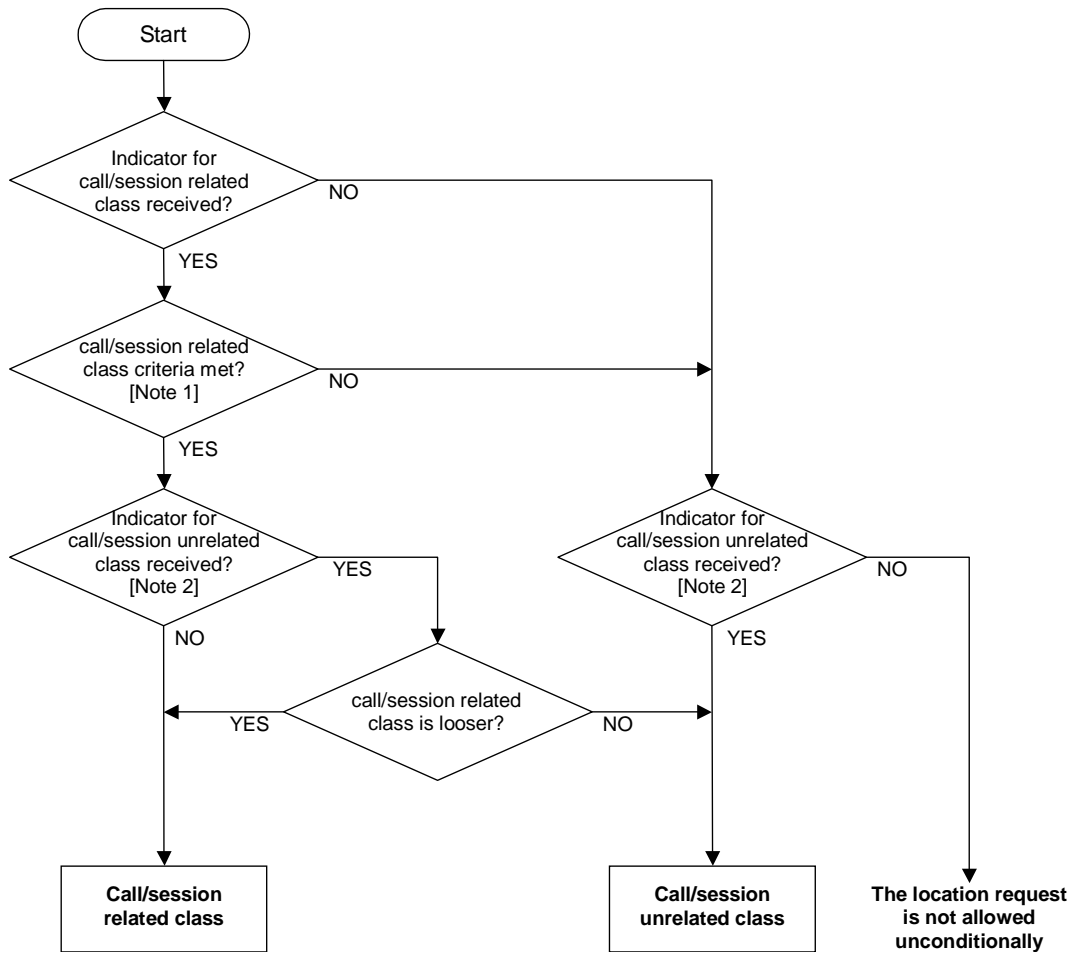 Start
Indicator for
call/session related
class received?
NO
YES
call/session related
class criteria met?
[Note 1]
NO
YES
Indicator for
call/session unrelated
class received?
[Note 2]
YES
NO
Indicator for
call/session unrelated
class received?
[Note 2]
NO
YES
call/session related
class is looser?
YES
NO
Call/session
related class
Call/session
unrelated class
The location request
is not allowed
unconditionally